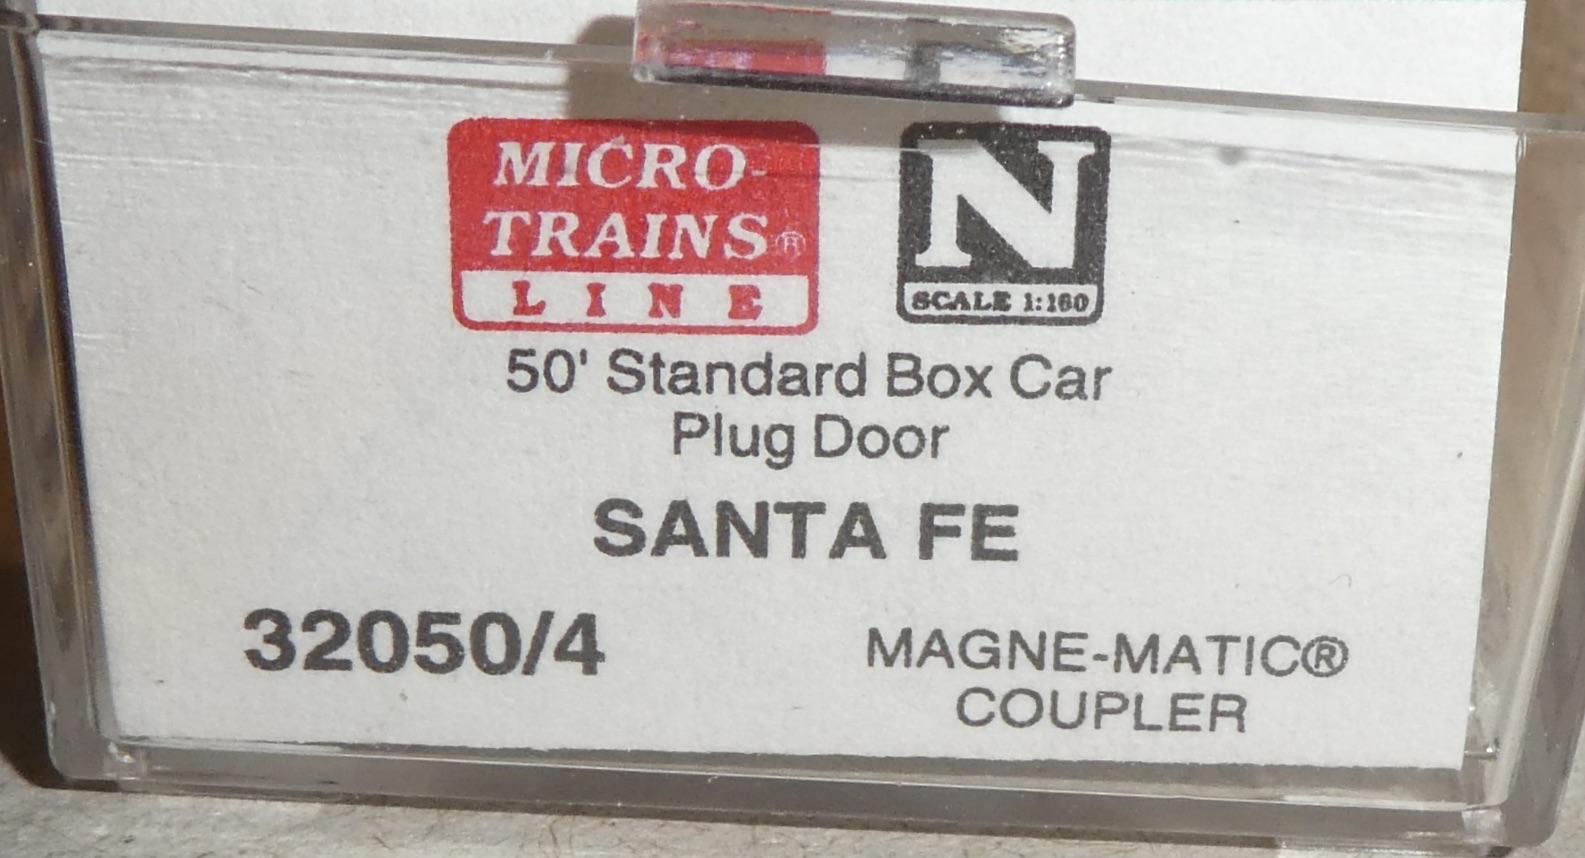 MICRO-
TRAINS®
LINE
N
SCALE 1:160
50' Standard Box Car
Plug Door
SANTA FE
32050/4
MAGNE-MATIC®
COUPLER